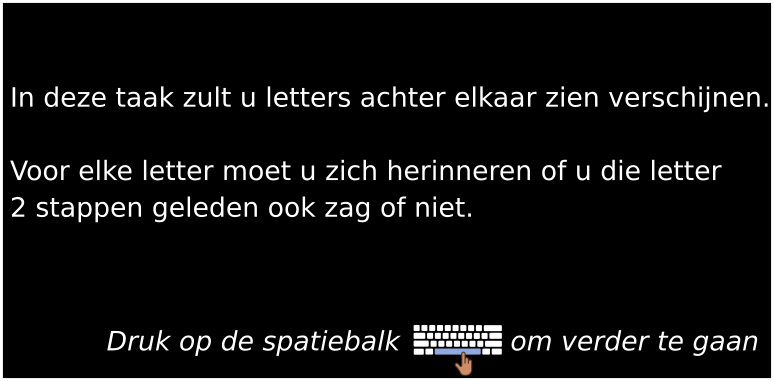 In deze taak zult u letters achter elkaar zien verschijnen.
Voor elke letter moet u zich herinneren of u die letter
2 stappen geleden ook zag of niet.
Druk op de spatiebalk om verder te gaan